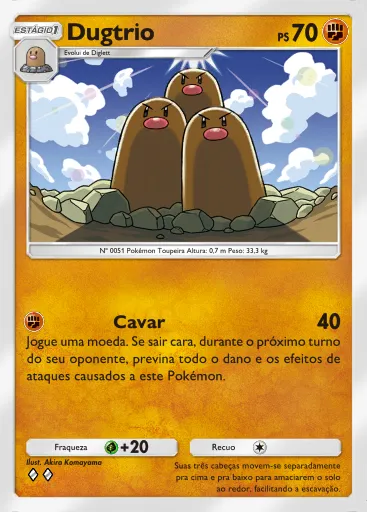 ESTÁGIO 1
Dugtrio
PS 70
Evolui de Diglett
Nº 0051 Pokémon Toupeira Altura: 0,7 m Peso: 33,3 kg
Cavar 40
Jogue uma moeda. Se sair cara, durante o próximo turno
do seu oponente, previna todo o dano e os efeitos de
ataques causados a este Pokémon.
Fraqueza +20 Recuo
Ilust. Akira Komayama
Suas três cabeças movem-se separadamente
pra cima e pra baixo para amaciarem o solo
ao redor, facilitando a escavação.